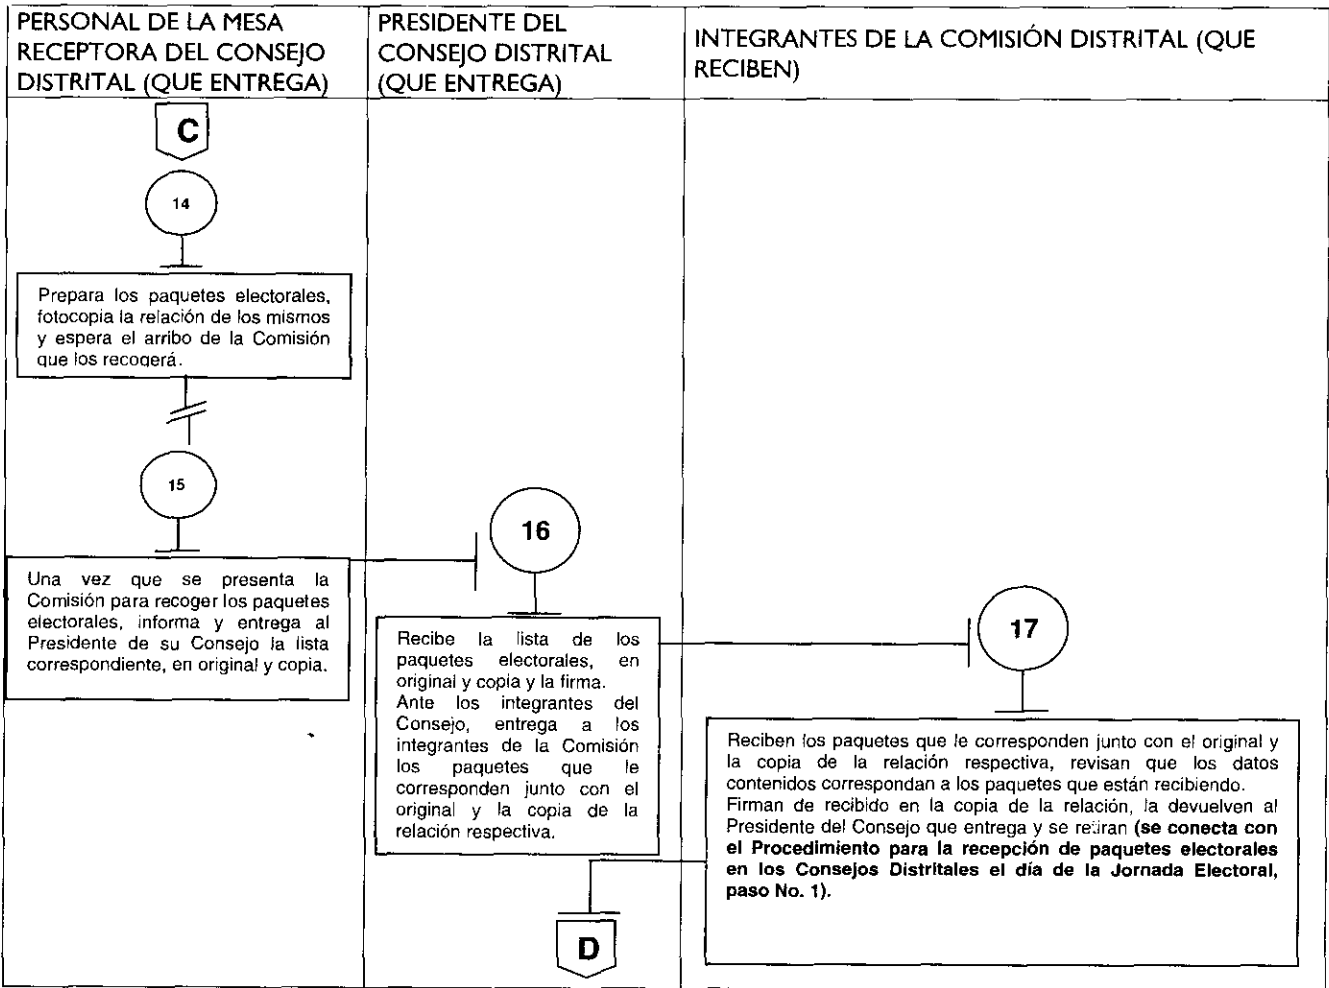 PERSONAL DE LA MESA
RECEPTORA DEL CONSEJO
DISTRITAL (QUE ENTREGA)
PRESIDENTE DEL
CONSEJO DISTRITAL
(QUE ENTREGA)
INTEGRANTES DE LA COMISIÓN DISTRITAL (QUE
RECIBEN)
C
14
Prepara los paquetes electorales,
fotocopia la relación de los mismos
y espera el arribo de la Comisión
que los recogerá.
15
Una vez que se presenta la
Comisión para recoger los paquetes
electorales, informa y entrega al
Presidente de su Consejo la lista
correspondiente, en original y copia.
16
Recibe la lista de los
paquetes electorales, en
original y copia y la firma.
Ante los integrantes del
Consejo, entrega a los
integrantes de la Comisión
los paquetes que le
corresponden junto con el
original y la copia de la
relación respectiva.
17
Reciben los paquetes que le corresponden junto con el original y
la copia de la relación respectiva, revisan que los datos
contenidos correspondan a los paquetes que están recibiendo.
Firman de recibido en la copia de la relación, la devuelven al
Presidente del Consejo que entrega y se retiran (se conecta con
el Procedimiento para la recepción de paquetes electorales
en los Consejos Distritales el día de la Jornada Electoral,
paso No. 1).
D